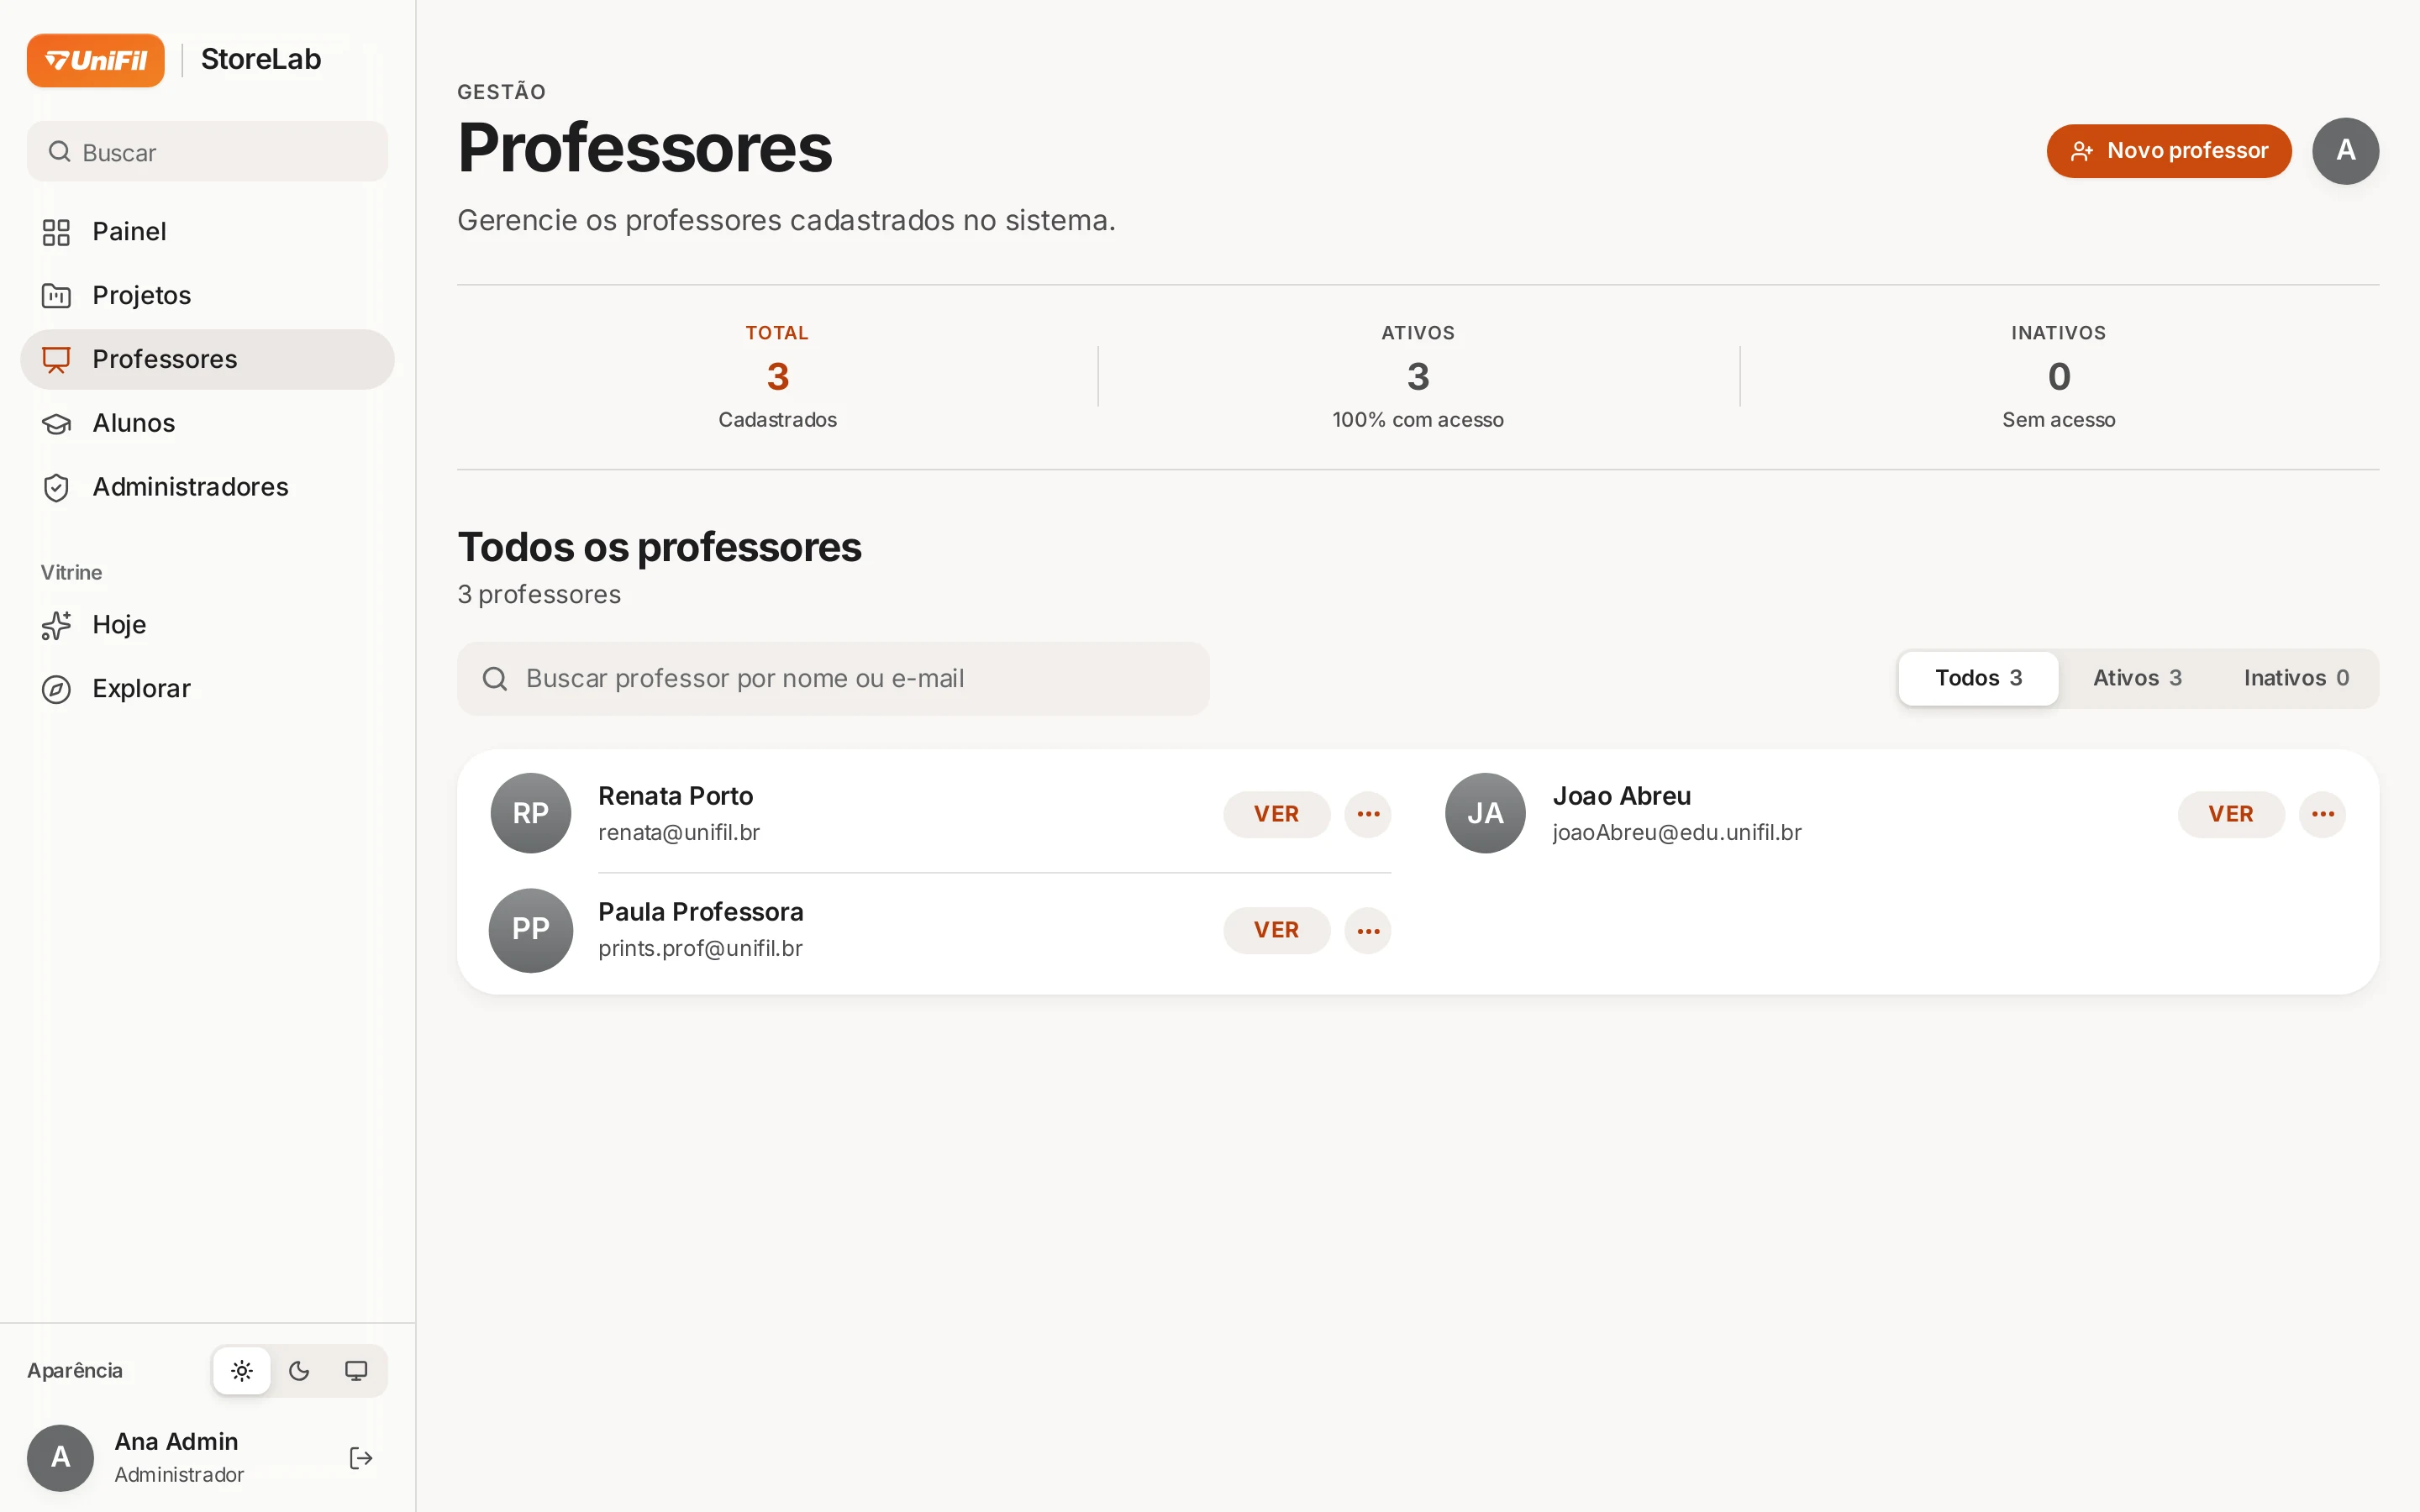 UniFil
StoreLab
Buscar
Painel
Projetos
Professores
Alunos
Administradores
Vitrine
Hoje
Explorar
Aparência
A
Ana Admin
Administrador
GESTÃO
Professores
Gerencie os professores cadastrados no sistema.
Novo professor
A
TOTAL
3
Cadastrados
ATIVOS
3
100% com acesso
INATIVOS
0
Sem acesso
Todos os professores
3 professores
Buscar professor por nome ou e-mail
Todos 3
Ativos 3
Inativos 0
RP
Renata Porto
renata@unifil.br
VER
JA
Joao Abreu
joaoAbreu@edu.unifil.br
VER
PP
Paula Professora
prints.prof@unifil.br
VER